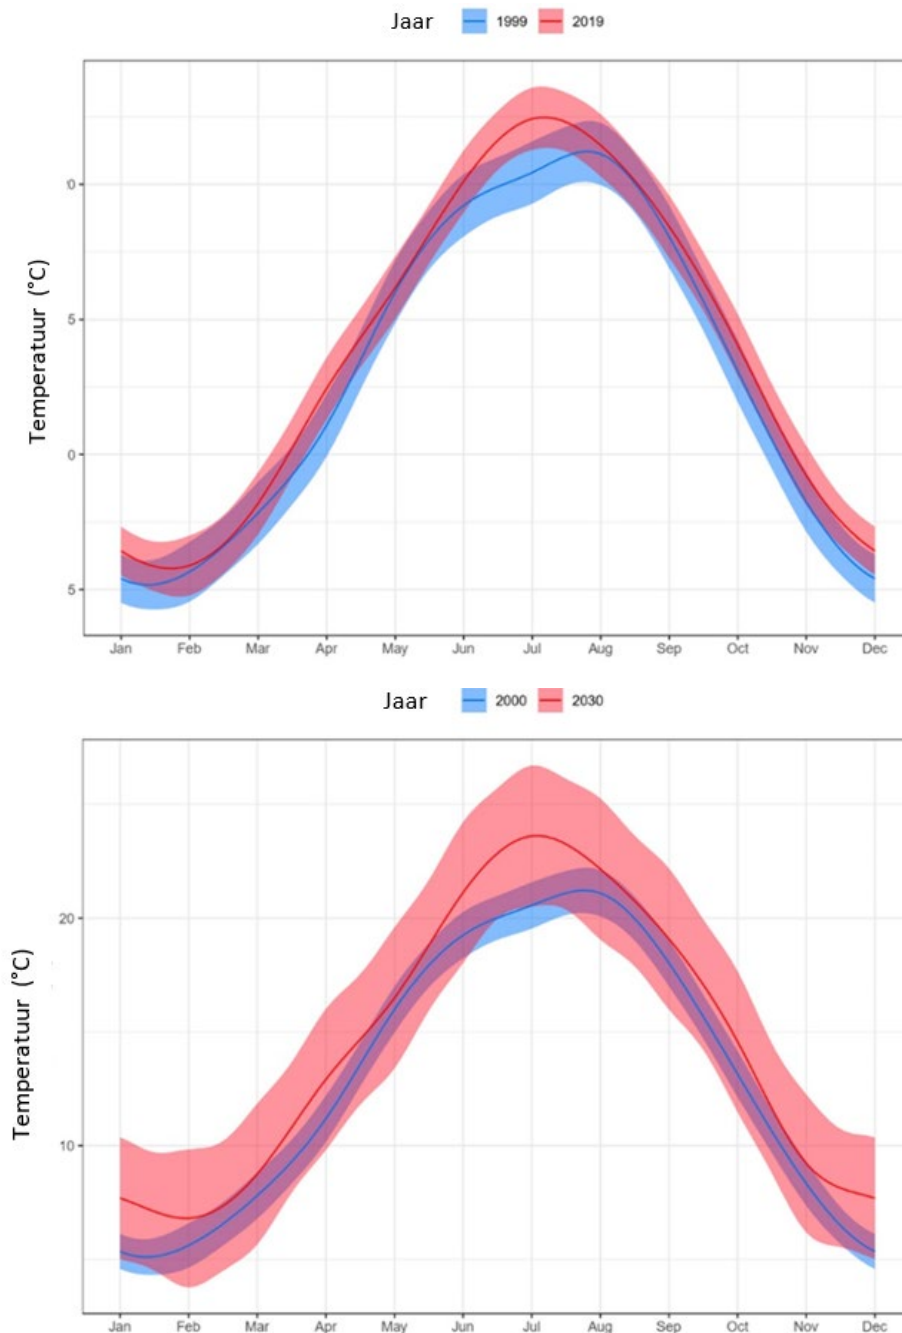 Jaar 1999 2019
Temperatuur (°C)
0
5
0
5
Jan Feb Mar Apr May Jun Jul Aug Sep Oct Nov Dec
Jaar 2000 2030
Temperatuur (°C)
20
10
Jan Feb Mar Apr May Jun Jul Aug Sep Oct Nov Dec